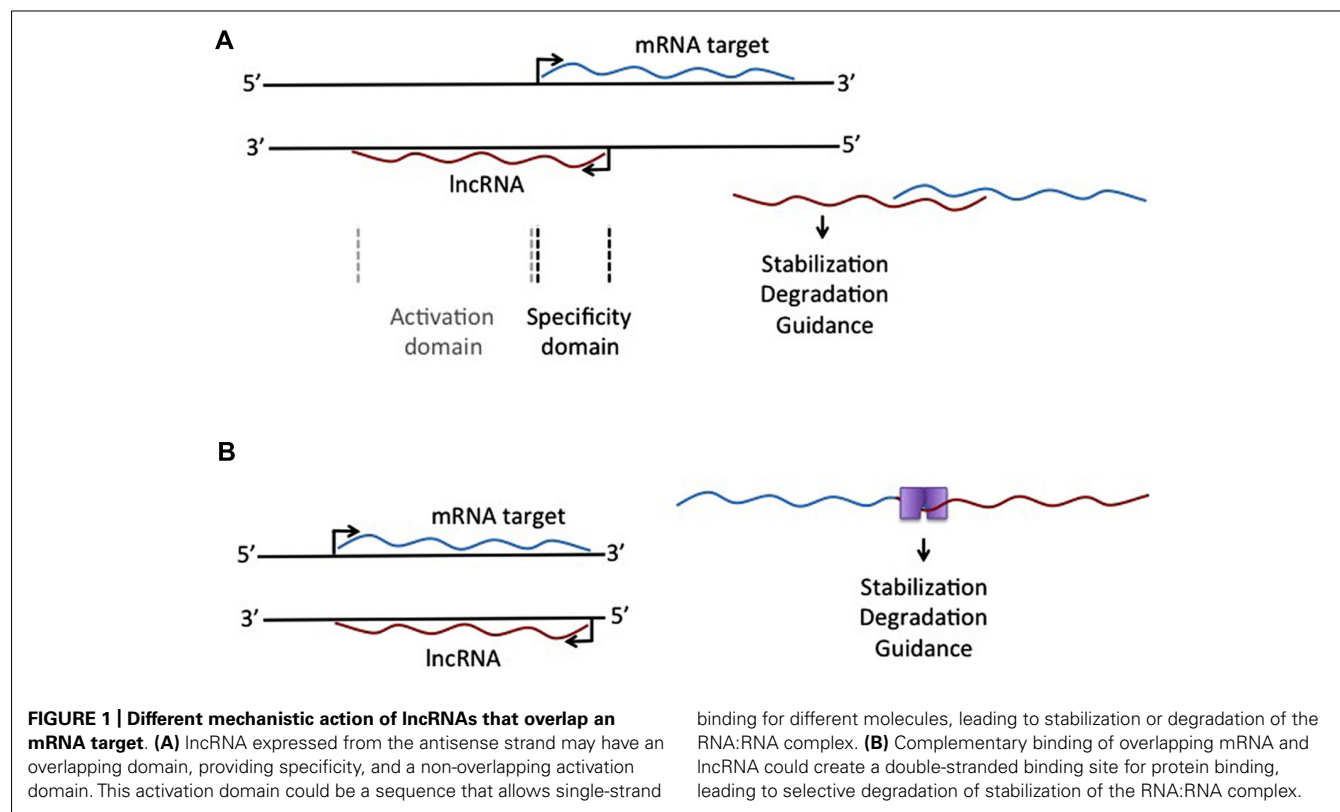 A
mRNA target
5’
3’
3’
5’
lncRNA
Activation
domain
Specificity
domain
Stabilization
Degradation
Guidance
B
mRNA target
5’
3’
3’
5’
lncRNA
Stabilization
Degradation
Guidance
FIGURE 1 | Different mechanistic action of lncRNAs that overlap an
mRNA target. (A) lncRNA expressed from the antisense strand may have an
overlapping domain, providing specificity, and a non-overlapping activation
domain. This activation domain could be a sequence that allows single-strand
binding for different molecules, leading to stabilization or degradation of the
RNA:RNA complex. (B) Complementary binding of overlapping mRNA and
lncRNA could create a double-stranded binding site for protein binding,
leading to selective degradation of stabilization of the RNA:RNA complex.